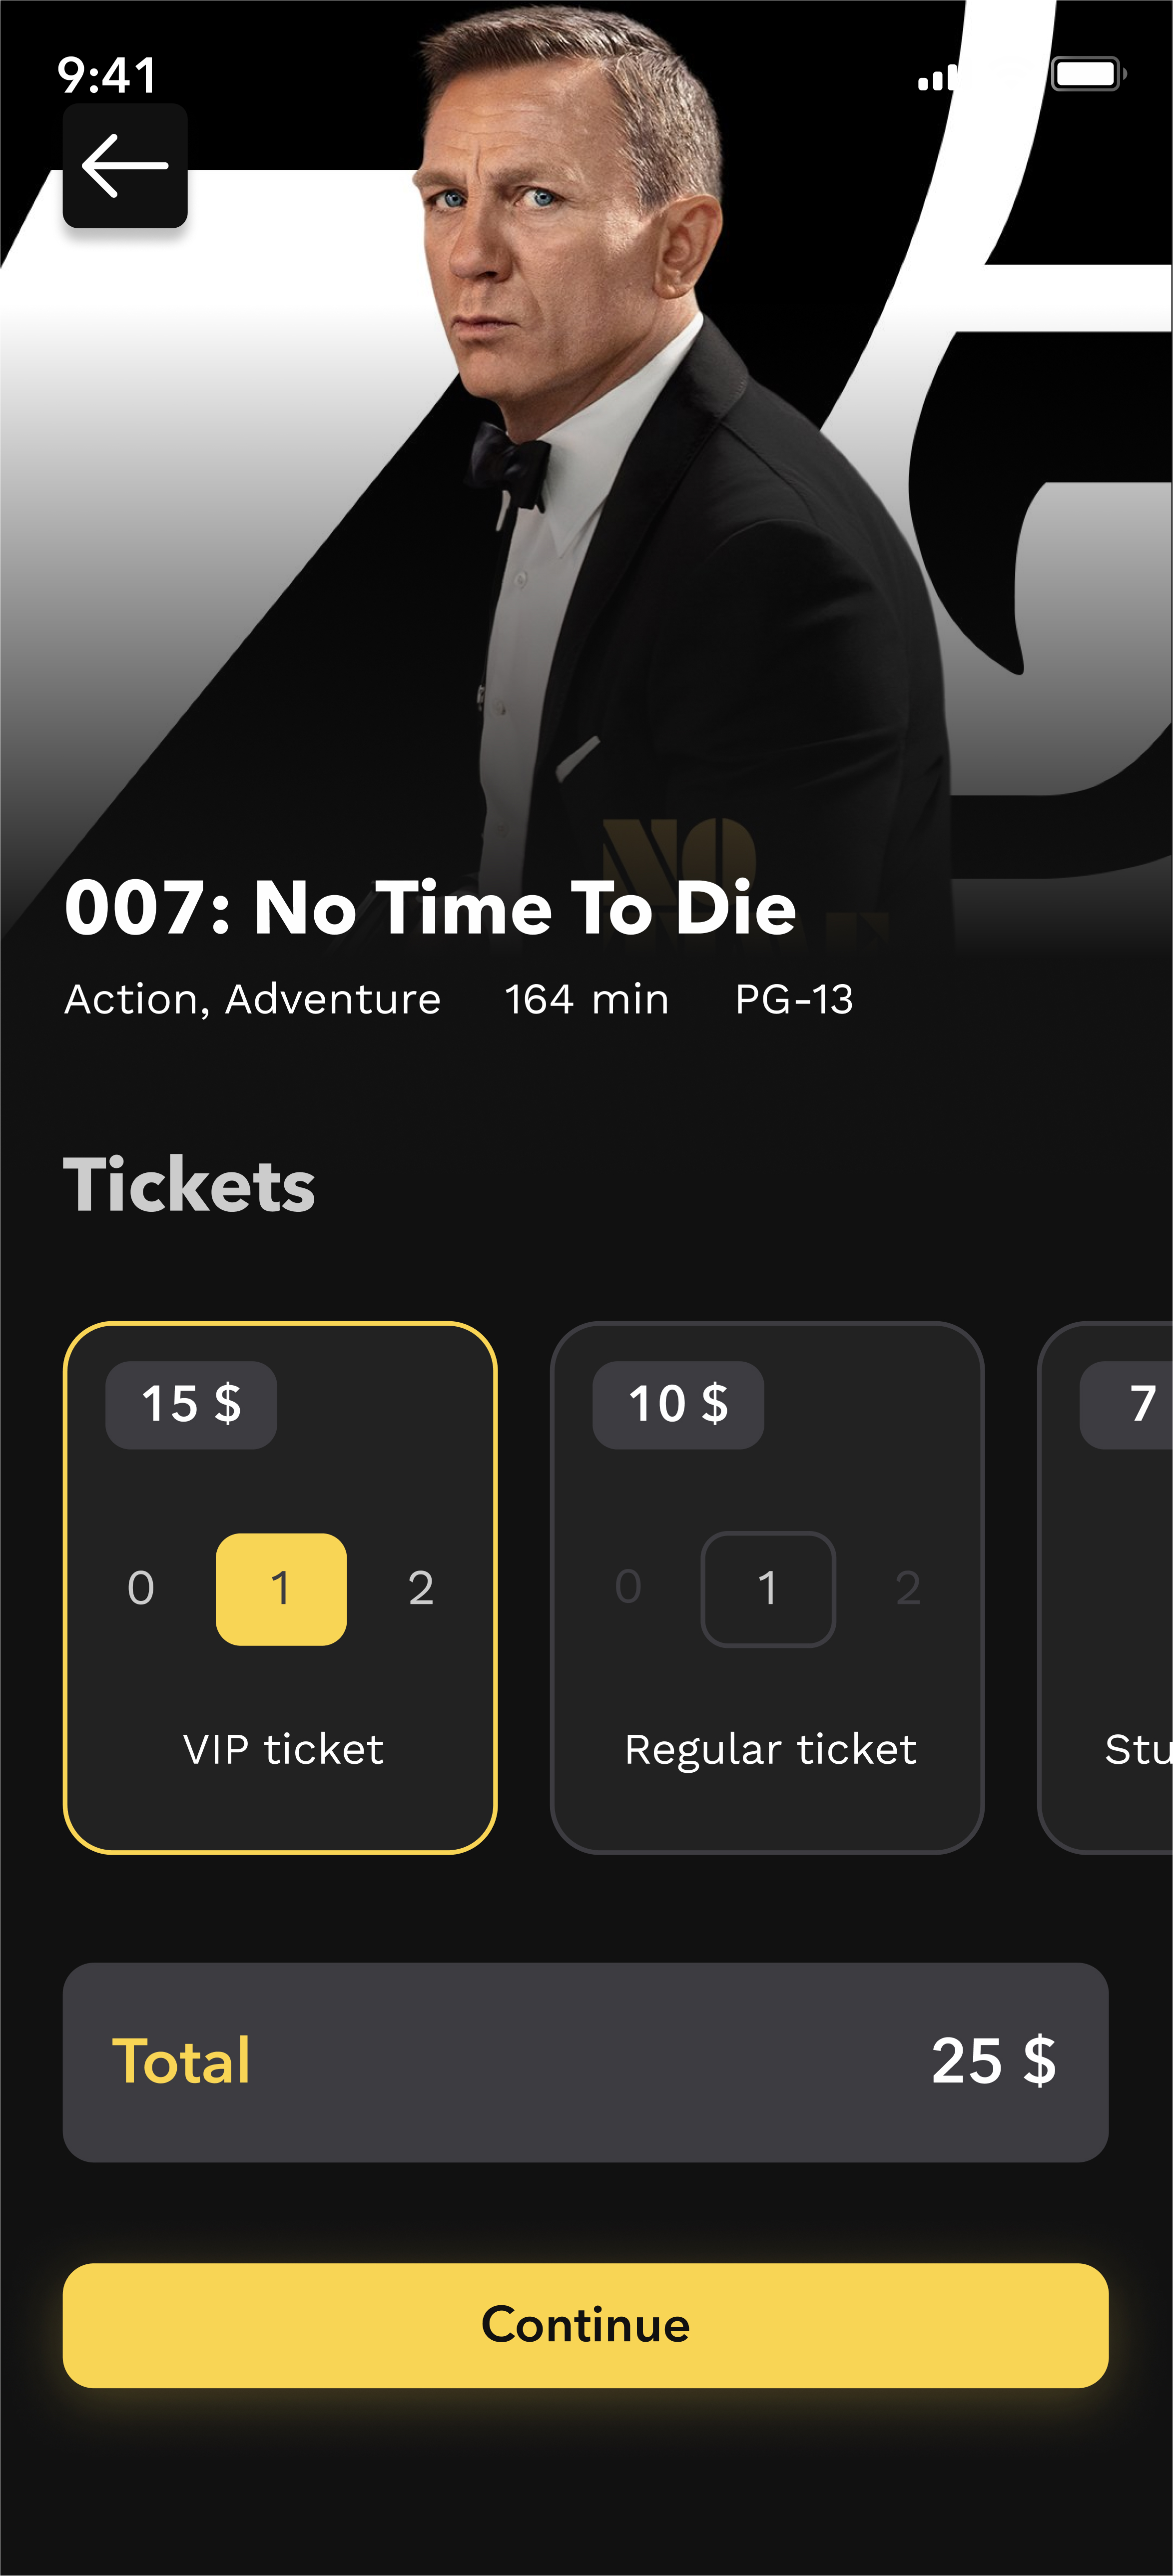 9:41
NO
007: No Time To Die
Action, Adventure 164 min PG-13
Tickets
15 $ 10 $ 7
0 1 2 0 1 2
VIP ticket Regular ticket Stu
Total 25 $
Continue